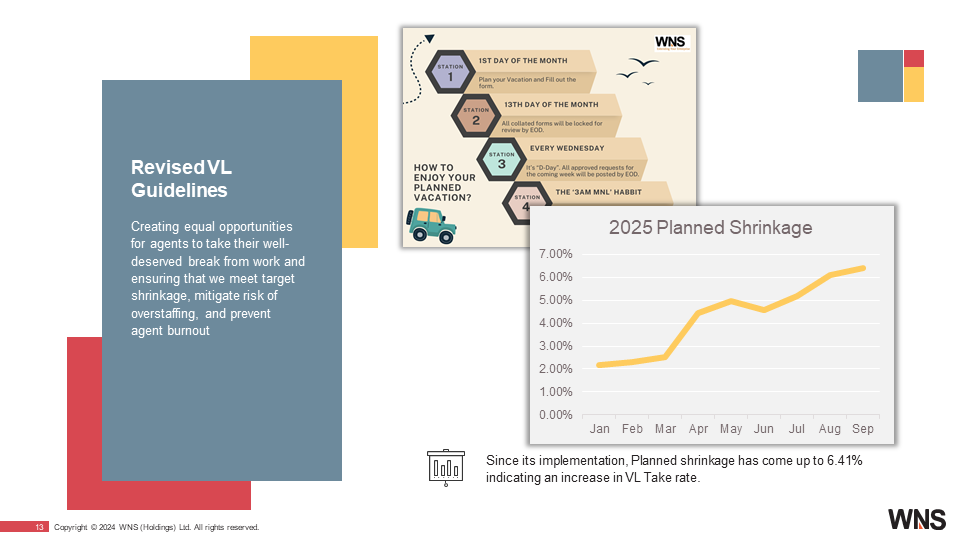 Revised VL
Guidelines
Creating equal opportunities
for agents to take their well-
deserved break from work and
ensuring that we meet target
shrinkage, mitigate risk of
overstaffing, and prevent
agent burnout
WNS
STATION
1
1ST DAY OF THE MONTH
Plan your Vacation and Fill out the
form.
STATION
2
13TH DAY OF THE MONTH
All collated forms will be locked for
review by EOD.
STATION
3
EVERY WEDNESDAY
It's "D-Day". All approved requests for
the coming week will be posted by EOD.
STATION
4
THE '3AM MNL' HABBIT
HOW TO
ENJOY YOUR
PLANNED
VACATION?
2025 Planned Shrinkage
7.00%
6.00%
5.00%
4.00%
3.00%
2.00%
1.00%
0.00%
Jan Feb Mar Apr May Jun Jul Aug Sep
Since its implementation, Planned shrinkage has come up to 6.41%
indicating an increase in VL Take rate.
13 Copyright © 2024 WNS (Holdings) Ltd. All rights reserved.
WNS